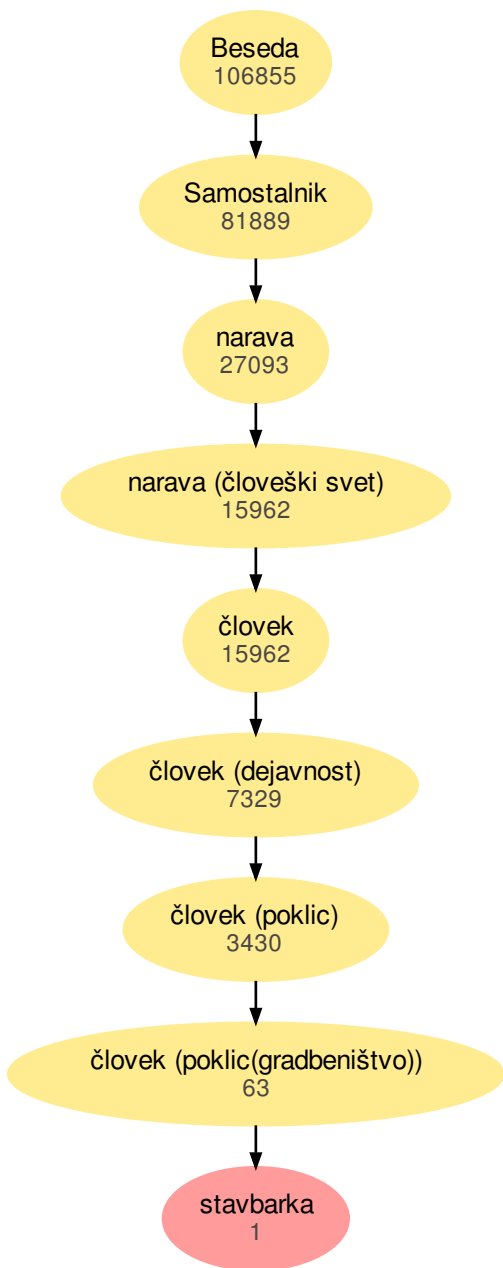 Beseda
106855
Samostalnik
81889
narava
27093
narava (človeški svet)
15962
človek
15962
človek (dejavnost)
7329
človek (poklic)
3430
človek (poklic(gradbeništvo))
63
stavbarka
1